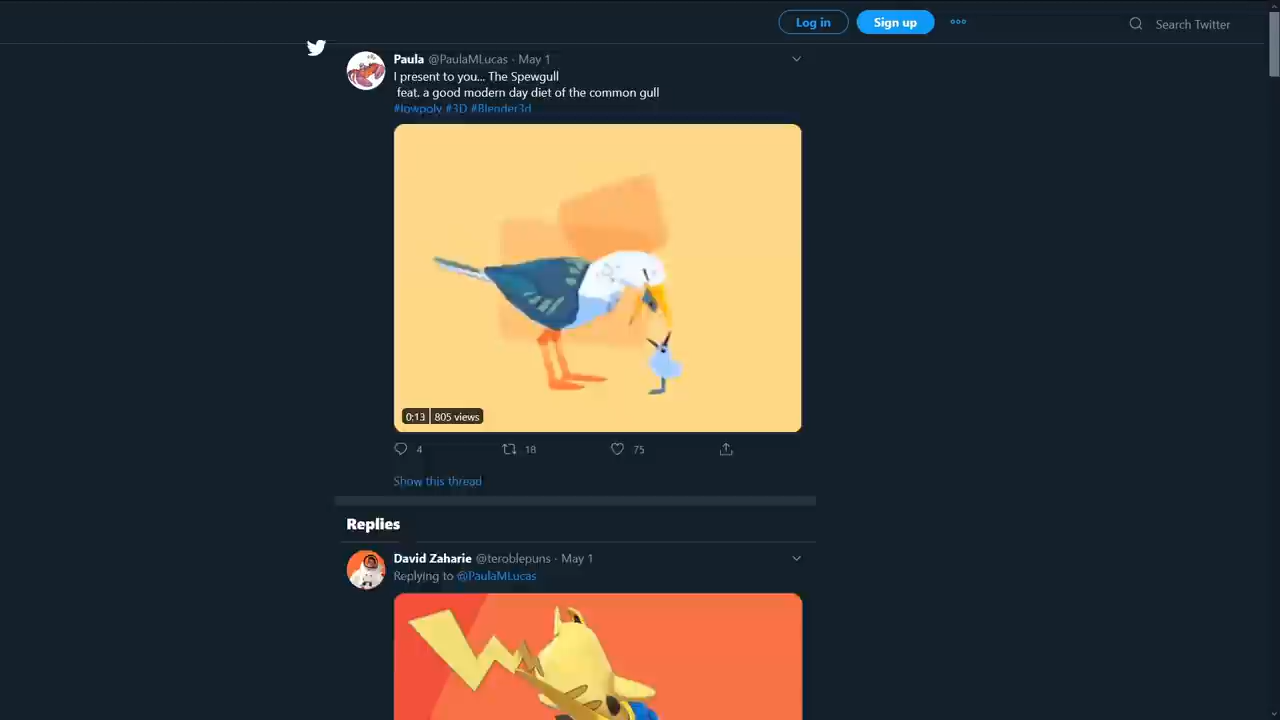 Log in
Sign up
Search Twitter
Paula @PaulaMLucas · May 1
I present to you... The Spewgull
feat. a good modern day diet of the common gull
#lowpoly #3D #Blender3d
0:13
805 views
4
18
75
Show this thread
Replies
David Zaharie @teroblepuns · May 1
Replying to @PaulaMLucas